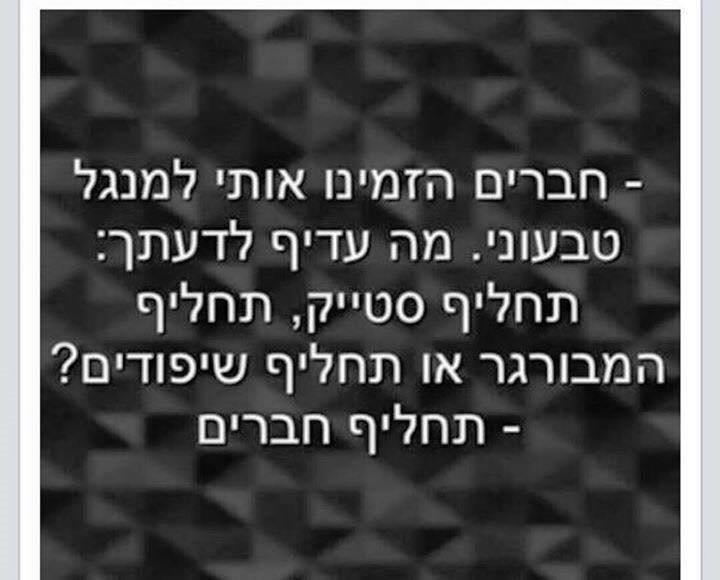 - חברים הזמינו אותי למנגל
טבעוני. מה עדיף לדעתך:
תחליף סטייק, תחליף
המבורגר או תחליף שיפודים?
- תחליף חברים